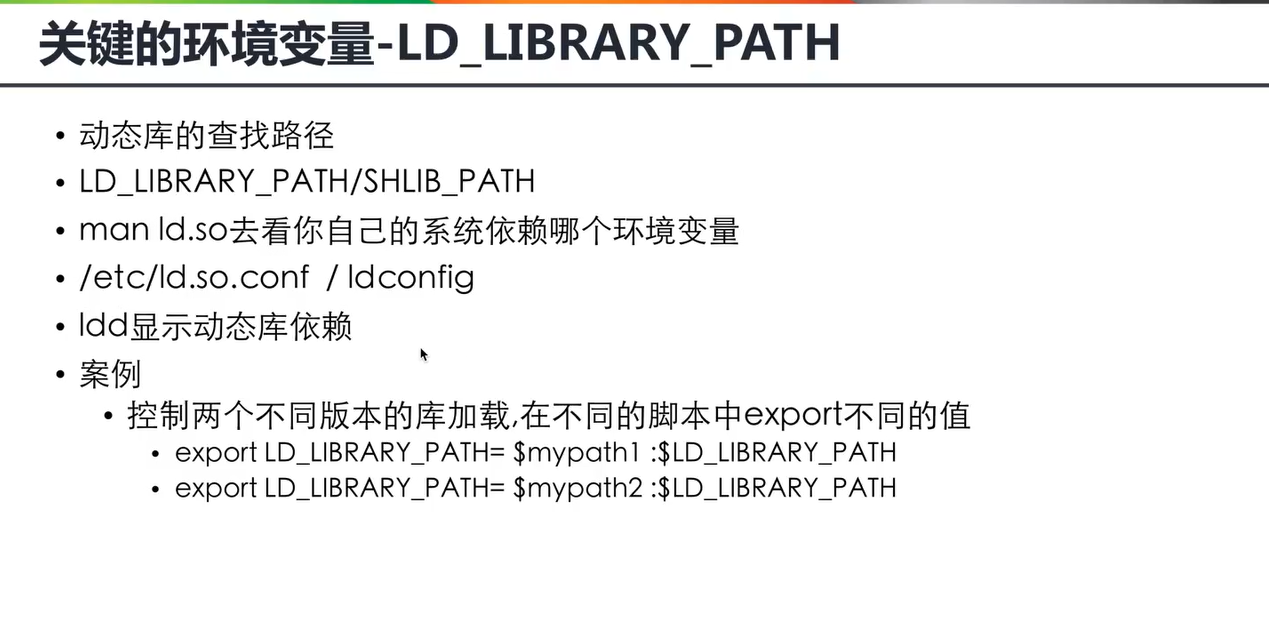 关键的环境变量-LD_LIBRARY_PATH
• 动态库的查找路径
• LD_LIBRARY_PATH/SHLIB_PATH
• man ld.so去看你自己的系统依赖哪个环境变量
• /etc/ld.so.conf / ldconfig
• ldd显示动态库依赖
• 案例
• 控制两个不同版本的库加载,在不同的脚本中export不同的值
• export LD_LIBRARY_PATH= $mypath1 :$LD_LIBRARY_PATH
• export LD_LIBRARY_PATH= $mypath2 :$LD_LIBRARY_PATH